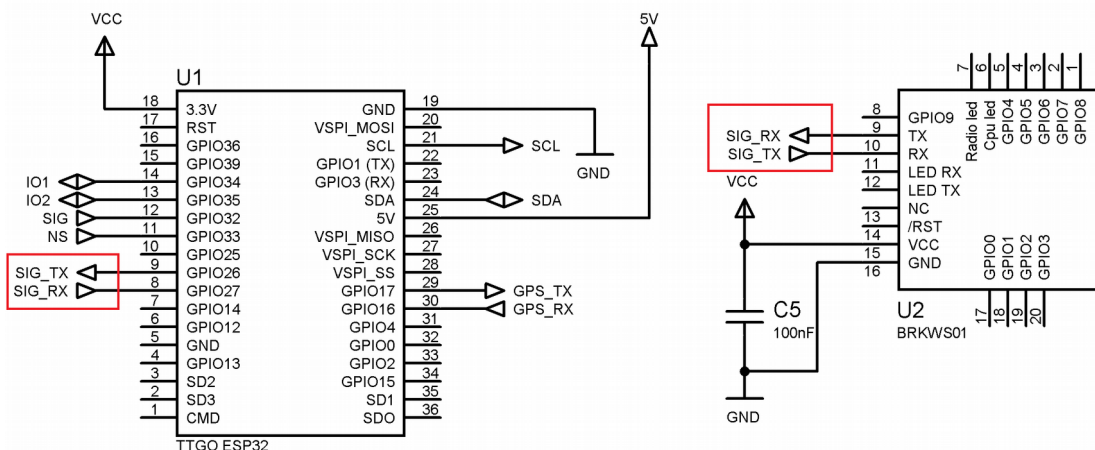 VCC
5V
U1
18 3.3V GND 19
17 RST VSPI_MOSI 20
16 GPIO36 SCL 21 SCL
15 GPIO39 GPIO1 (TX) 22
IO1 14 GPIO34 GPIO3 (RX) 23
IO2 13 GPIO35 SDA 24 SDA
SIG 12 GPIO32 5V 25
NS 11 GPIO33 VSPI_MISO 26
10 GPIO25 VSPI_SCK 27
SIG_TX 9 GPIO26 VSPI_SS 28
SIG_RX 8 GPIO27 GPIO17 29 GPS_TX
7 GPIO14 GPIO16 30 GPS_RX
6 GPIO12 GPIO4 31
5 GND GPIO0 32
4 GPIO13 GPIO2 33
3 SD2 GPIO15 34
2 SD3 SD1 35
1 CMD SDO 36
TTGO ESP32
GND
7 6 5 4 3 2 1
Radio led
Cpu led
GPIO4
GPIO5
GPIO6
GPIO7
GPIO8
8 GPIO9
SIG_RX 9 TX
SIG_TX 10 RX
11 LED RX
12 LED TX
NC
13 /RST
14 VCC
15 GND
16
VCC
GPIO0
GPIO1
GPIO2
GPIO3
17 18 19 20
U2
BRKWS01
C5
100nF
GND